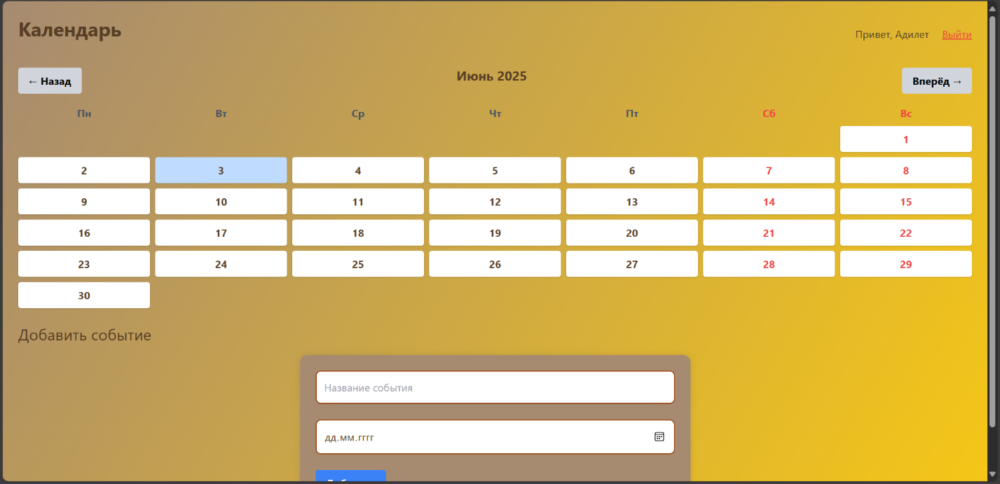 Календарь
Привет, Адилет Выйти
← Назад Июнь 2025 Вперёд →
Пн Вт Ср Чт Пт Сб Вс
1
2 3 4 5 6 7 8
9 10 11 12 13 14 15
16 17 18 19 20 21 22
23 24 25 26 27 28 29
30
Добавить событие
Название события
дд.мм.гггг